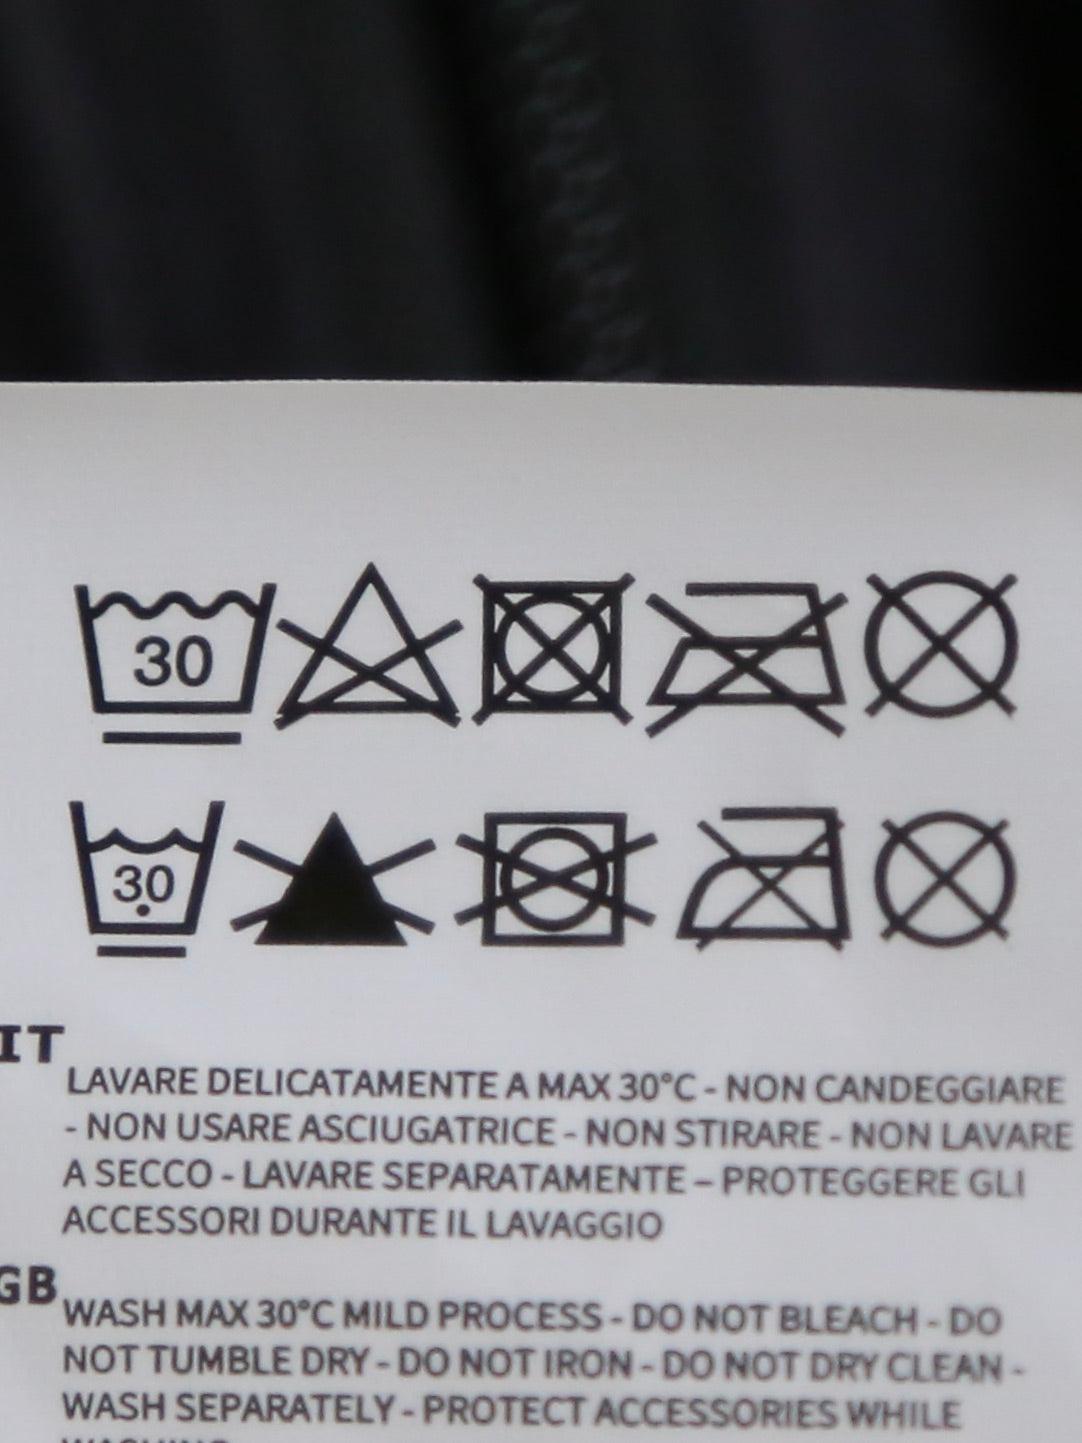 30
30
IT
LAVARE DELICATAMENTE A MAX 30°C - NON CANDEGGIARE
- NON USARE ASCIUGATRICE - NON STIRARE - NON LAVARE
A SECCO - LAVARE SEPARATAMENTE – PROTEGGERE GLI
ACCESSORI DURANTE IL LAVAGGIO
GB
WASH MAX 30°C MILD PROCESS - DO NOT BLEACH - DO
NOT TUMBLE DRY - DO NOT IRON - DO NOT DRY CLEAN -
WASH SEPARATELY - PROTECT ACCESSORIES WHILE